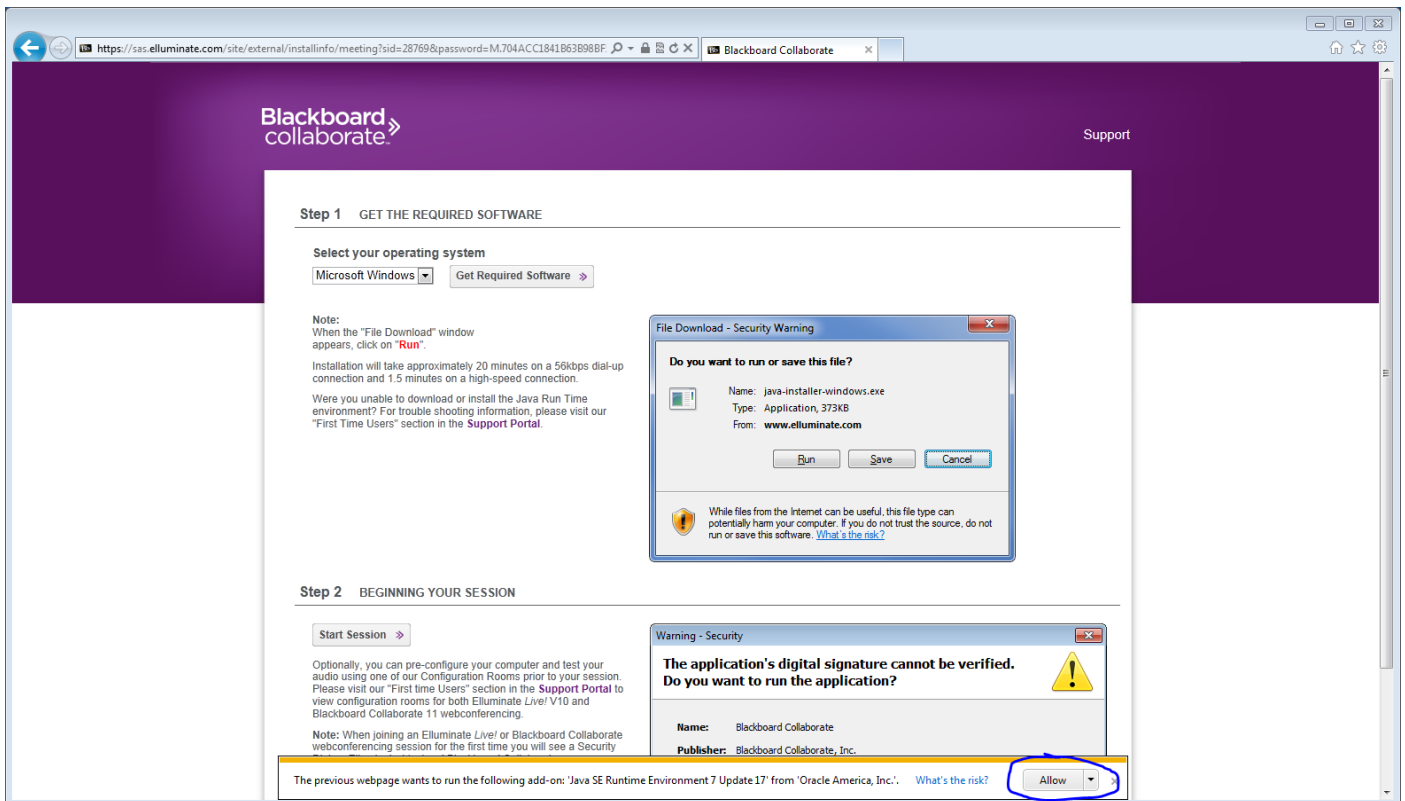 https://sas.elluminate.com/site/external/installinfo/meeting?sid=28769&password=M.704ACC1841B63B98BF
Blackboard Collaborate
Blackboard
collaborate
Support
Step 1 GET THE REQUIRED SOFTWARE
Select your operating system
Microsoft Windows
Get Required Software »
Note:
When the "File Download" window
appears, click on "Run".
Installation will take approximately 20 minutes on a 56kbps dial-up
connection and 1.5 minutes on a high-speed connection.
Were you unable to download or install the Java Run Time
environment? For trouble shooting information, please visit our
"First Time Users" section in the Support Portal.
File Download - Security Warning
Do you want to run or save this file?
Name: java-installer-windows.exe
Type: Application, 373KB
From: www.elluminate.com
Run
Save
Cancel
While files from the Internet can be useful, this file type can
potentially harm your computer. If you do not trust the source, do not
run or save this software. What's the risk?
Step 2 BEGINNING YOUR SESSION
Start Session »
Optionally, you can pre-configure your computer and test your
audio using one of our Configuration Rooms prior to your session.
Please visit our "First time Users" section in the Support Portal to
view configuration rooms for both Elluminate Live! V10 and
Blackboard Collaborate 11 webconferencing.
Note: When joining an Elluminate Live! or Blackboard Collaborate
webconferencing session for the first time you will see a Security
Warning - Security
The application's digital signature cannot be verified.
Do you want to run the application?
Name: Blackboard Collaborate
Publisher: Blackboard Collaborate, Inc.
The previous webpage wants to run the following add-on: 'Java SE Runtime Environment 7 Update 17' from 'Oracle America, Inc.'. What's the risk?
Allow